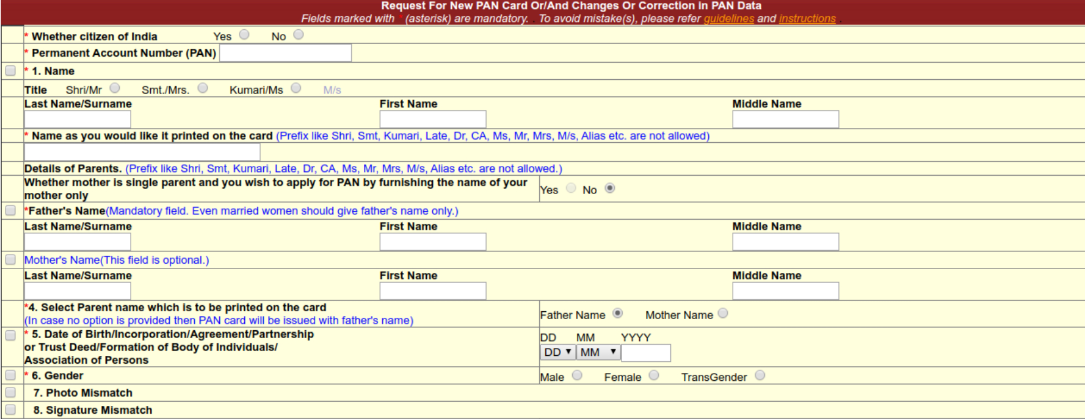 Request For New PAN Card Or/And Changes Or Correction In PAN Data
Fields marked with * (asterisk) are mandatory. . To avoid mistake(s), please refer guidelines and instructions .
* Whether citizen of India Yes No
* Permanent Account Number (PAN)
* 1. Name
Title Shri/Mr Smt./Mrs. Kumari/Ms M/s
Last Name/Surname First Name Middle Name
* Name as you would like it printed on the card (Prefix like Shri, Smt, Kumari, Late, Dr, CA, Ms, Mr, Mrs, M/s, Alias etc. are not allowed)
Details of Parents. (Prefix like Shri, Smt, Kumari, Late, Dr, CA, Ms, Mr, Mrs, M/s, Alias etc. are not allowed.)
Whether mother is single parent and you wish to apply for PAN by furnishing the name of your
mother only Yes No
*Father's Name(Mandatory field. Even married women should give father's name only.)
Last Name/Surname First Name Middle Name
Mother's Name(This field is optional.)
Last Name/Surname First Name Middle Name
*4. Select Parent name which is to be printed on the card
(In case no option is provided then PAN card will be issued with father's name) Father Name Mother Name
* 5. Date of Birth/Incorporation/Agreement/Partnership DD MM YYYY
or Trust Deed/Formation of Body of Individuals/ DD MM
Association of Persons
* 6. Gender Male Female TransGender
7. Photo Mismatch
8. Signature Mismatch